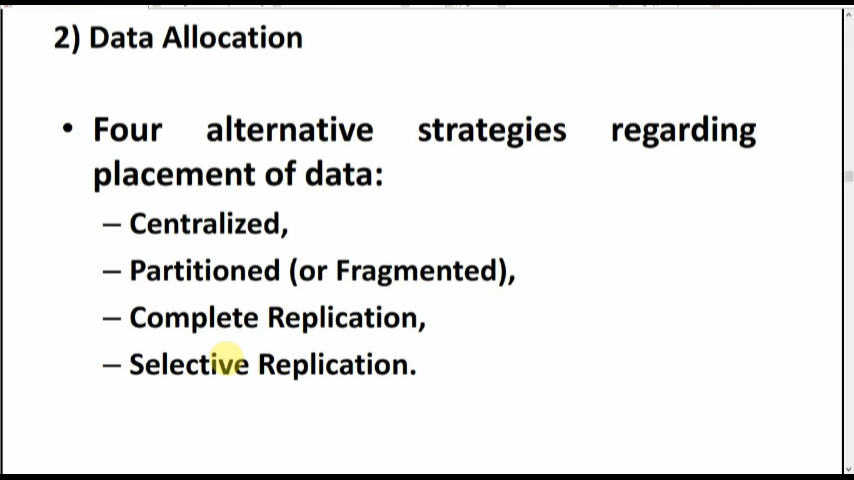 2) Data Allocation
• Four alternative strategies regarding
placement of data:
– Centralized,
– Partitioned (or Fragmented),
– Complete Replication,
– Selective Replication.